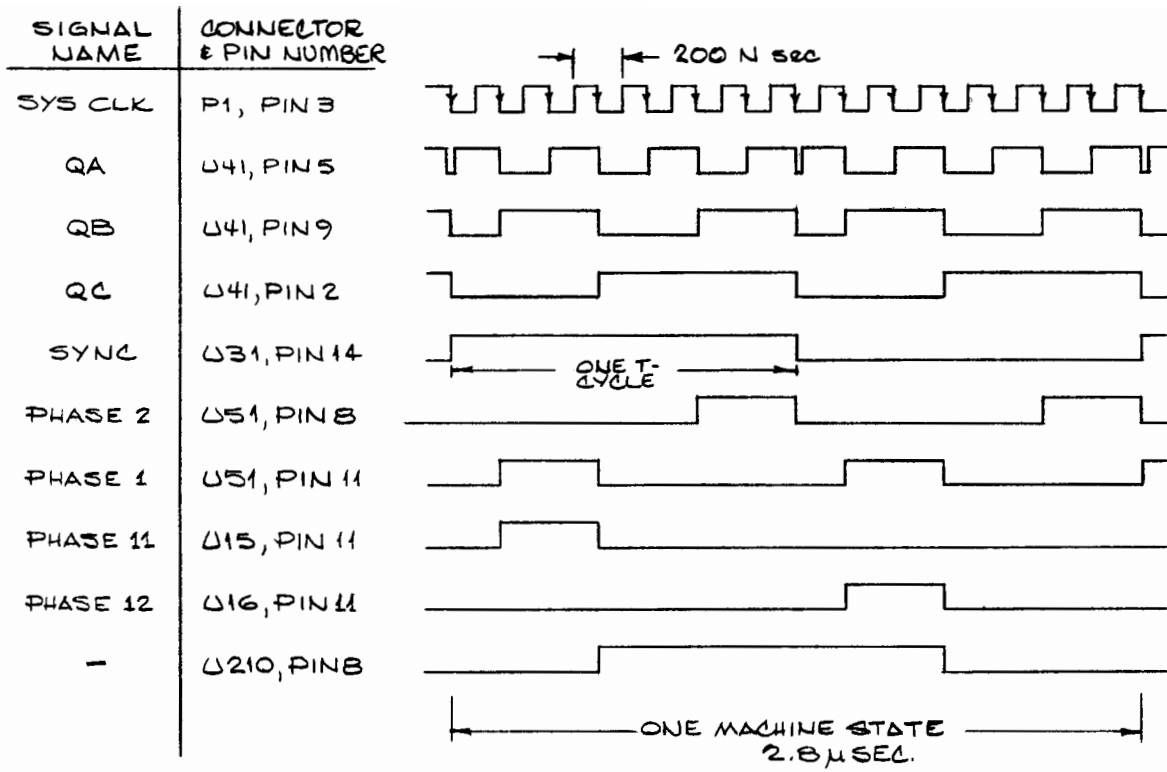 SIGNAL NAME
CONNECTOR & PIN NUMBER
200 N sec
SYS CLK P1, PIN 3
QA U41, PIN 5
QB U41, PIN 9
QC U41, PIN 2
SYNC U31, PIN 14
ONE T-
CYCLE
PHASE 2 U51, PIN 8
PHASE 1 U51, PIN 11
PHASE 11 U15, PIN 11
PHASE 12 U16, PIN 11
– U210, PIN 8
ONE MACHINE STATE
2.8 μ SEC.